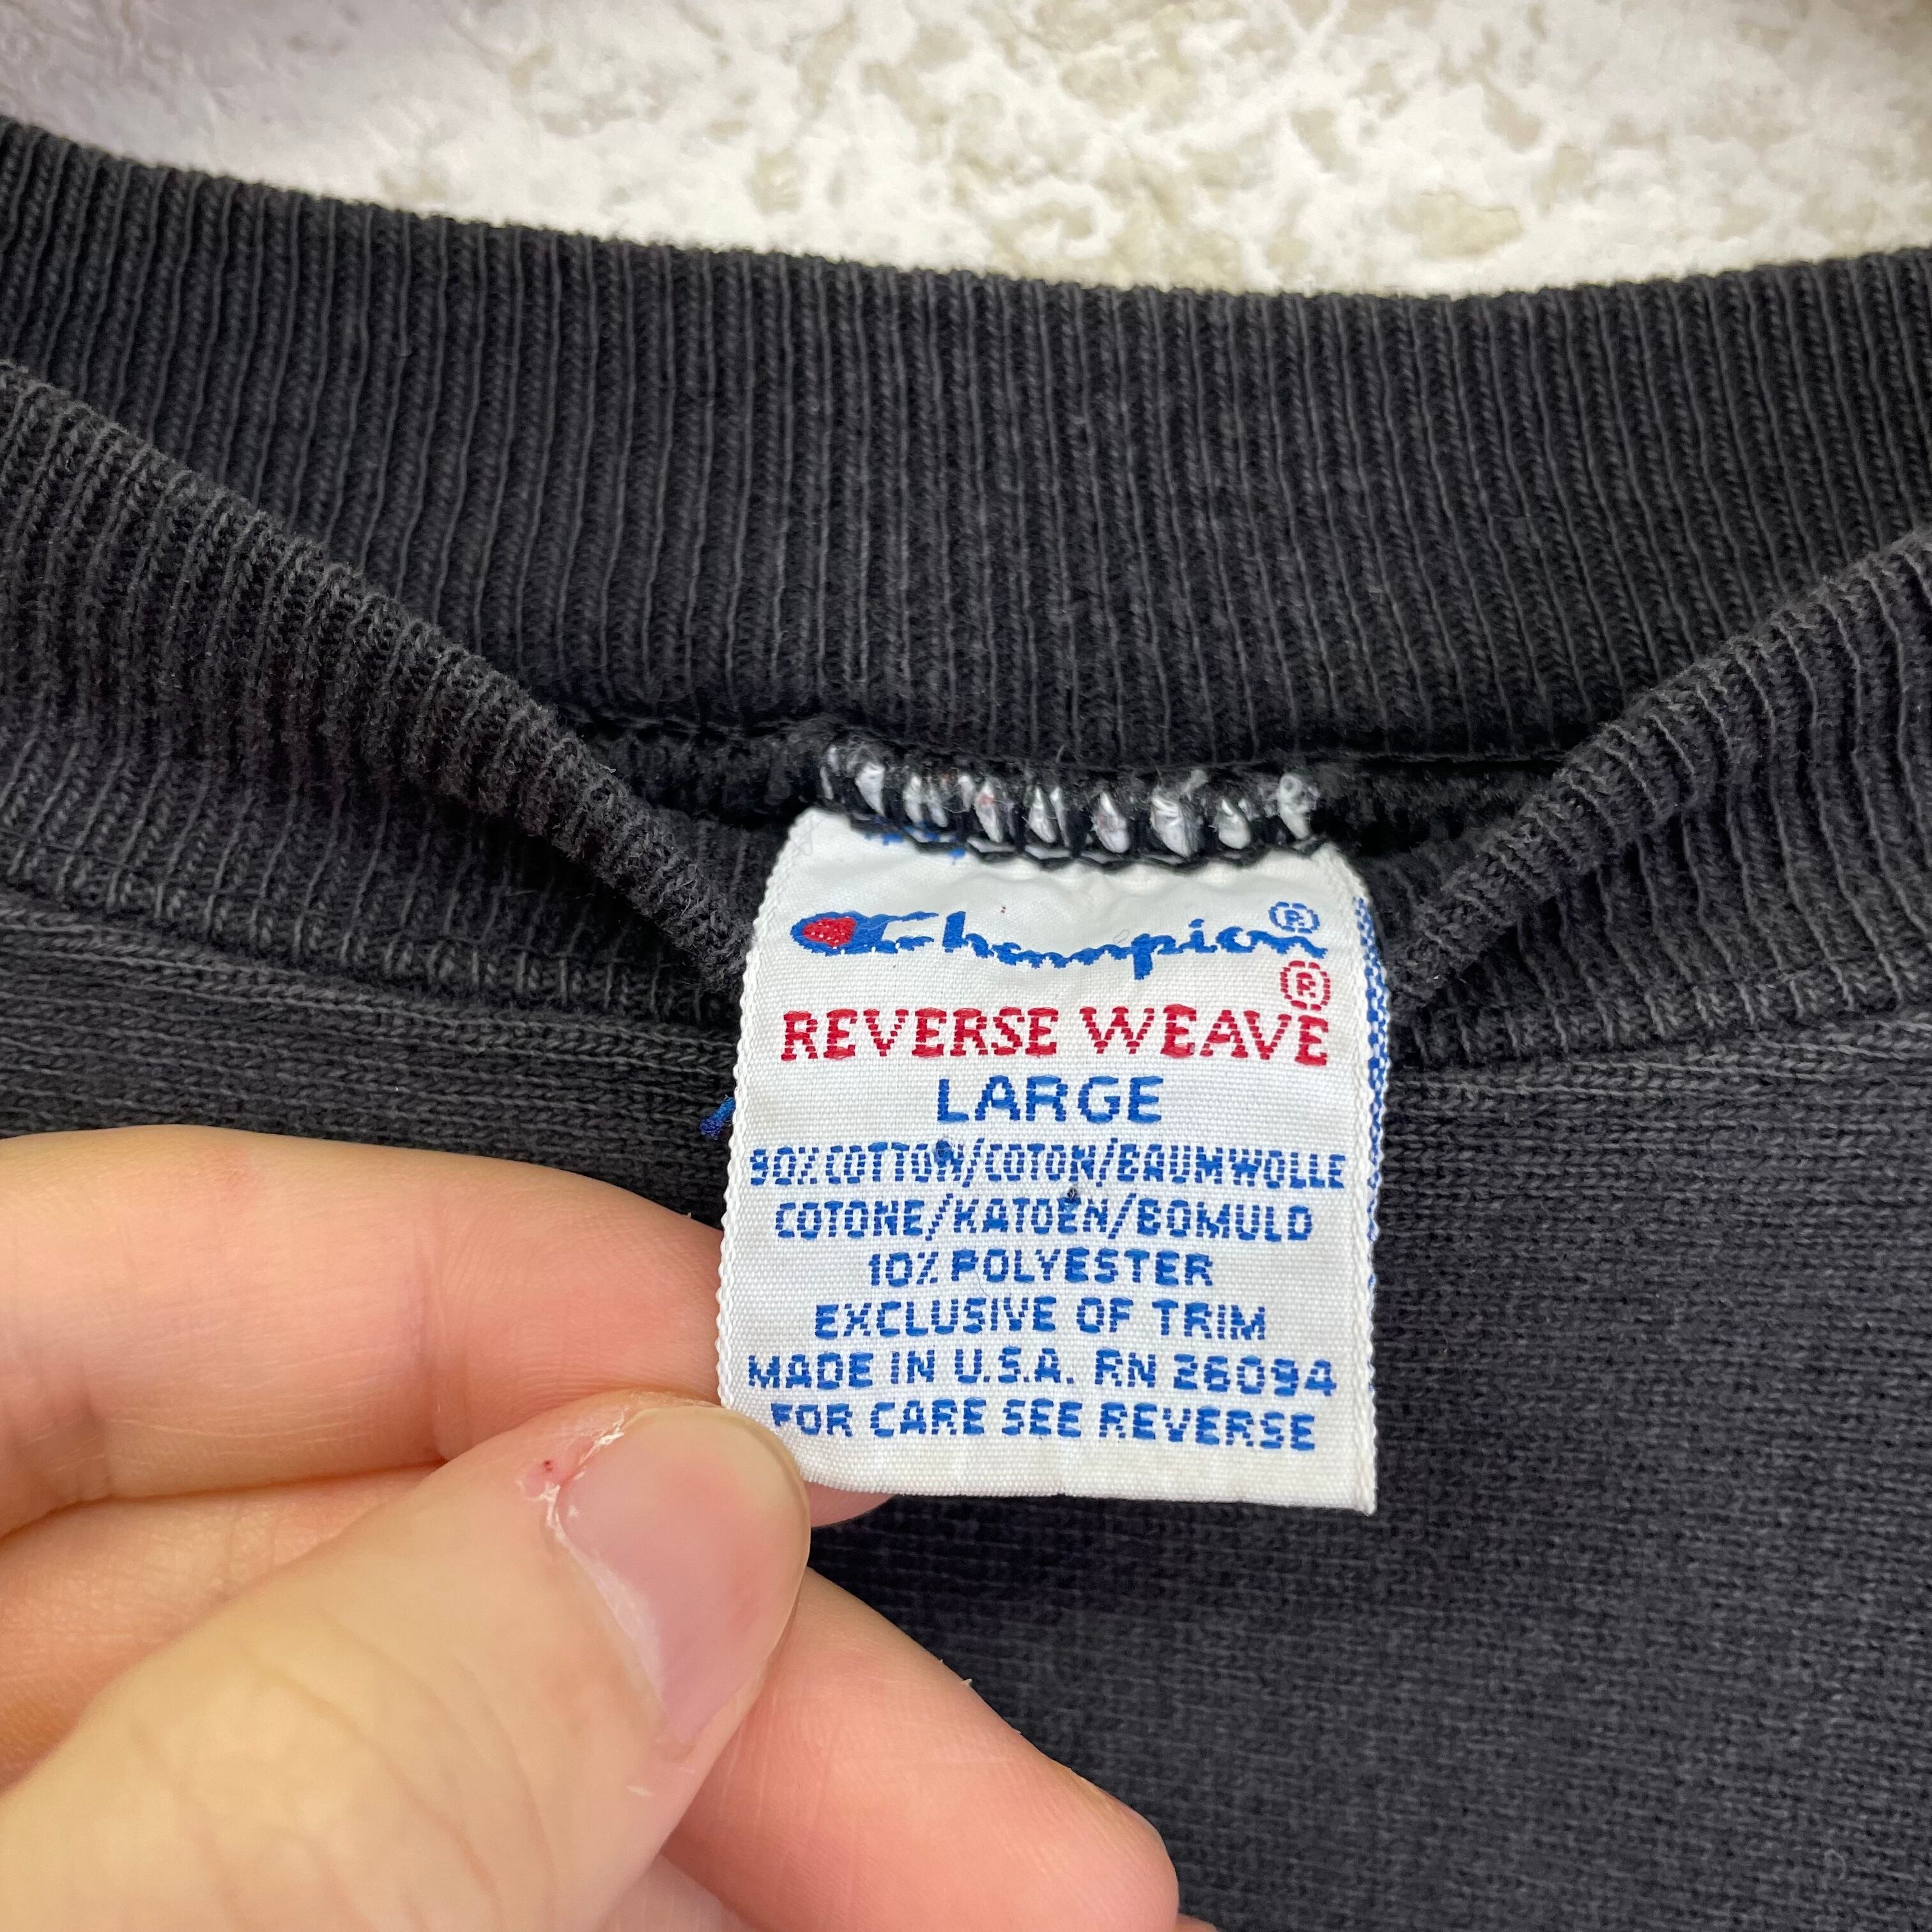 Champion®
REVERSE WEAVE®
LARGE
90% COTTON/COTON/BAUMWOLLE
COTONE/KATOEN/BOMULD
10% POLYESTER
EXCLUSIVE OF TRIM
MADE IN U.S.A. RN 26094
FOR CARE SEE REVERSE